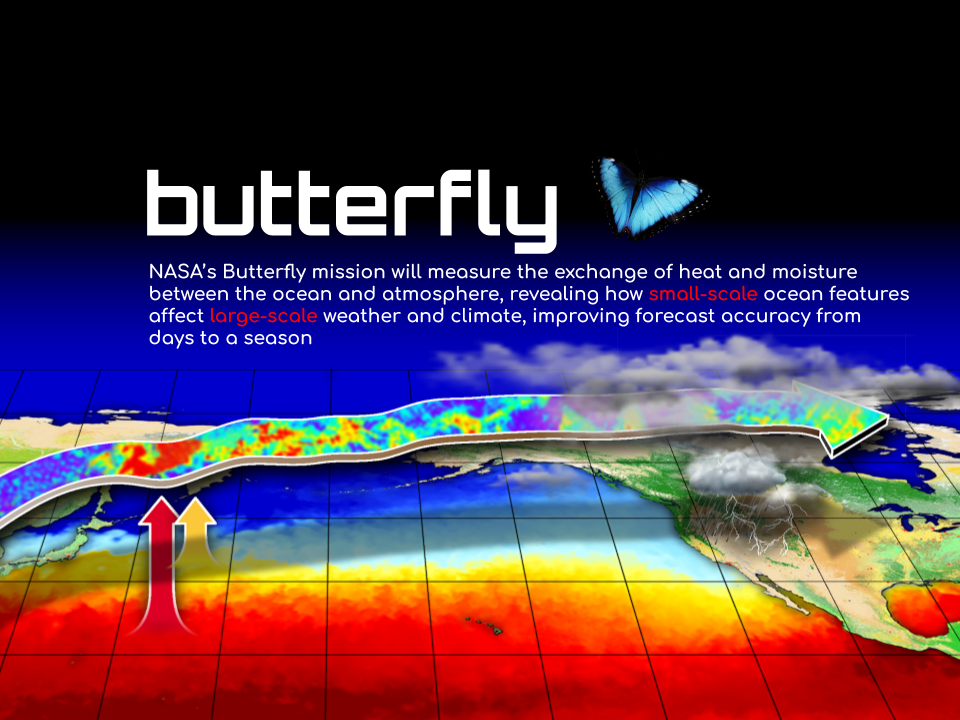 butterfly
NASA’s Butterfly mission will measure the exchange of heat and moisture
between the ocean and atmosphere, revealing how small-scale ocean features
affect large-scale weather and climate, improving forecast accuracy from
days to a season